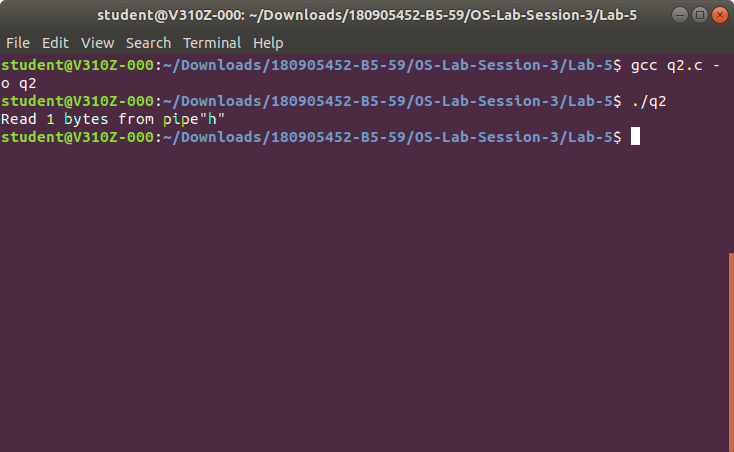 student@V310Z-000: ~/Downloads/180905452-B5-59/OS-Lab-Session-3/Lab-5
File Edit View Search Terminal Help
student@V310Z-000:~/Downloads/180905452-B5-59/OS-Lab-Session-3/Lab-5$ gcc q2.c -
o q2
student@V310Z-000:~/Downloads/180905452-B5-59/OS-Lab-Session-3/Lab-5$ ./q2
Read 1 bytes from pipe"h"
student@V310Z-000:~/Downloads/180905452-B5-59/OS-Lab-Session-3/Lab-5$